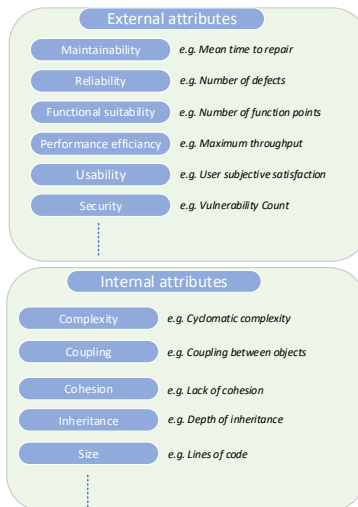 External attributes
Maintainability e.g. Mean time to repair
Reliability e.g. Number of defects
Functional suitability e.g. Number of function points
Performance efficiancy e.g. Maximum throughput
Usability e.g. User subjective satisfaction
Security e.g. Vulnerability Count
Internal attributes
Complexity e.g. Cyclomatic complexity
Coupling e.g. Coupling between objects
Cohesion e.g. Lack of cohesion
Inheritance e.g. Depth of inheritance
Size e.g. Lines of code